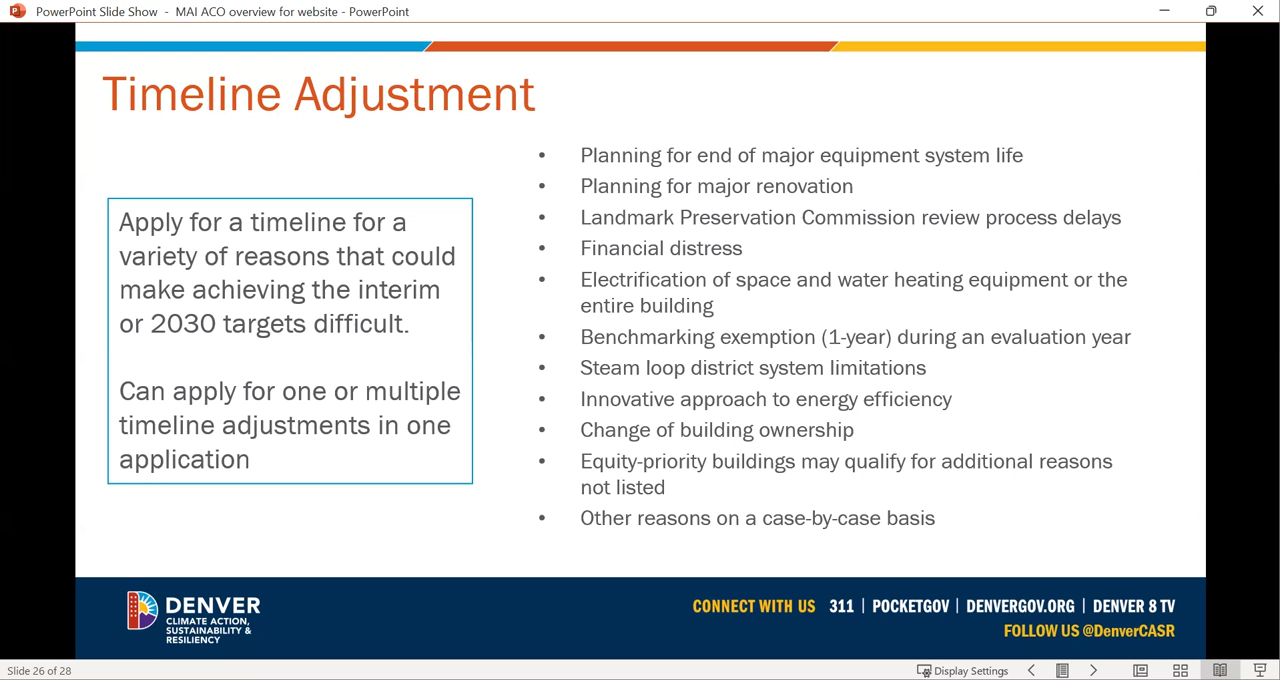 PowerPoint Slide Show - MAI ACO overview for website - PowerPoint
Timeline Adjustment
Apply for a timeline for a
variety of reasons that could
make achieving the interim
or 2030 targets difficult.
Can apply for one or multiple
timeline adjustments in one
application
• Planning for end of major equipment system life
• Planning for major renovation
• Landmark Preservation Commission review process delays
• Financial distress
• Electrification of space and water heating equipment or the
entire building
• Benchmarking exemption (1-year) during an evaluation year
• Steam loop district system limitations
• Innovative approach to energy efficiency
• Change of building ownership
• Equity-priority buildings may qualify for additional reasons
not listed
• Other reasons on a case-by-case basis
DENVER
CLIMATE ACTION,
SUSTAINABILITY &
RESILIENCY
CONNECT WITH US 311 | POCKETGOV | DENVERGOV.ORG | DENVER 8 TV
FOLLOW US @DenverCASR
Slide 26 of 28
Display Settings